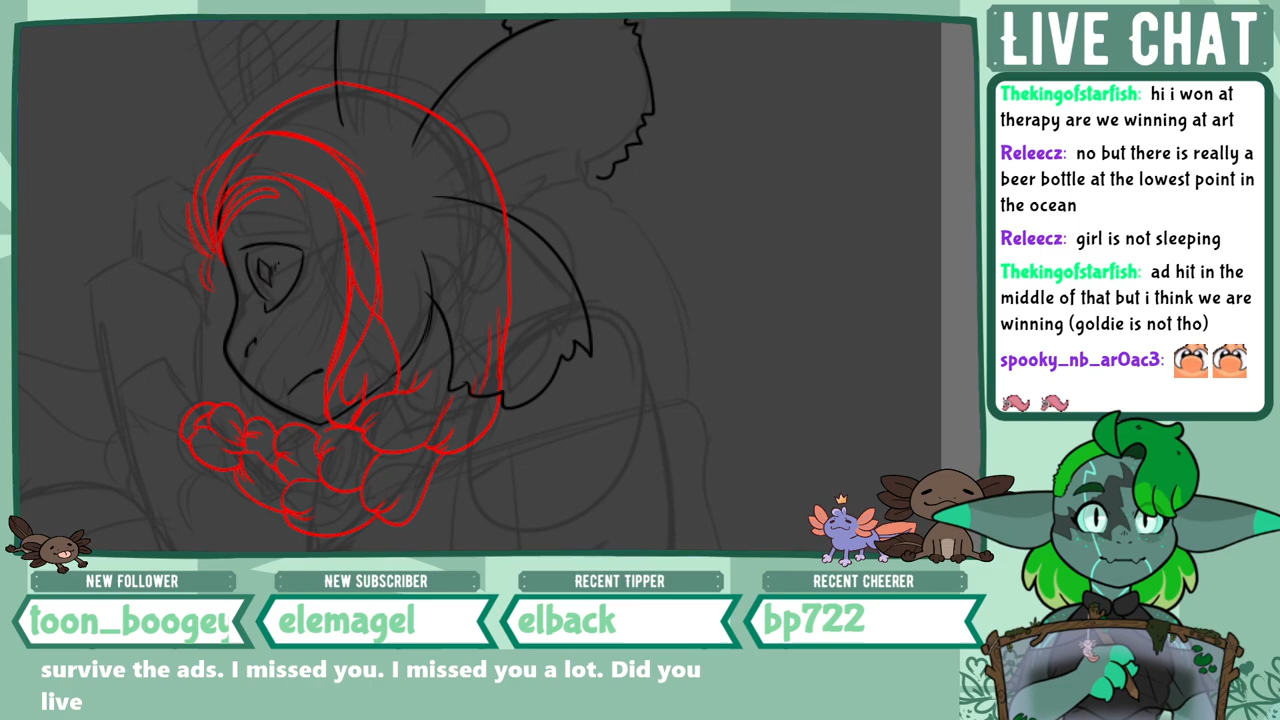 LIVE CHAT
Thekingofstarfish: hi i won at
therapy are we winning at art
Releecz: no but there is really a
beer bottle at the lowest point in
the ocean
Releecz: girl is not sleeping
Thekingofstarfish: ad hit in the
middle of that but i think we are
winning (goldie is not tho)
spooky_nb_arOac3:
NEW FOLLOWER
NEW SUBSCRIBER
RECENT TIPPER
RECENT CHEERER
toon_boogey
elemagel
elback
bp722
survive the ads. I missed you. I missed you a lot. Did you
live